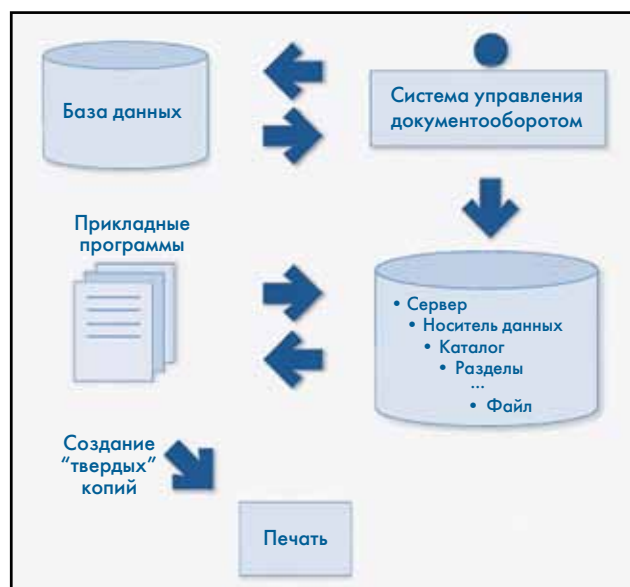 База данных
Система управления
документооборотом
Прикладные
программы
• Сервер
• Носитель данных
• Каталог
• Разделы
...
• Файл
Создание
“твердых”
копий
Печать